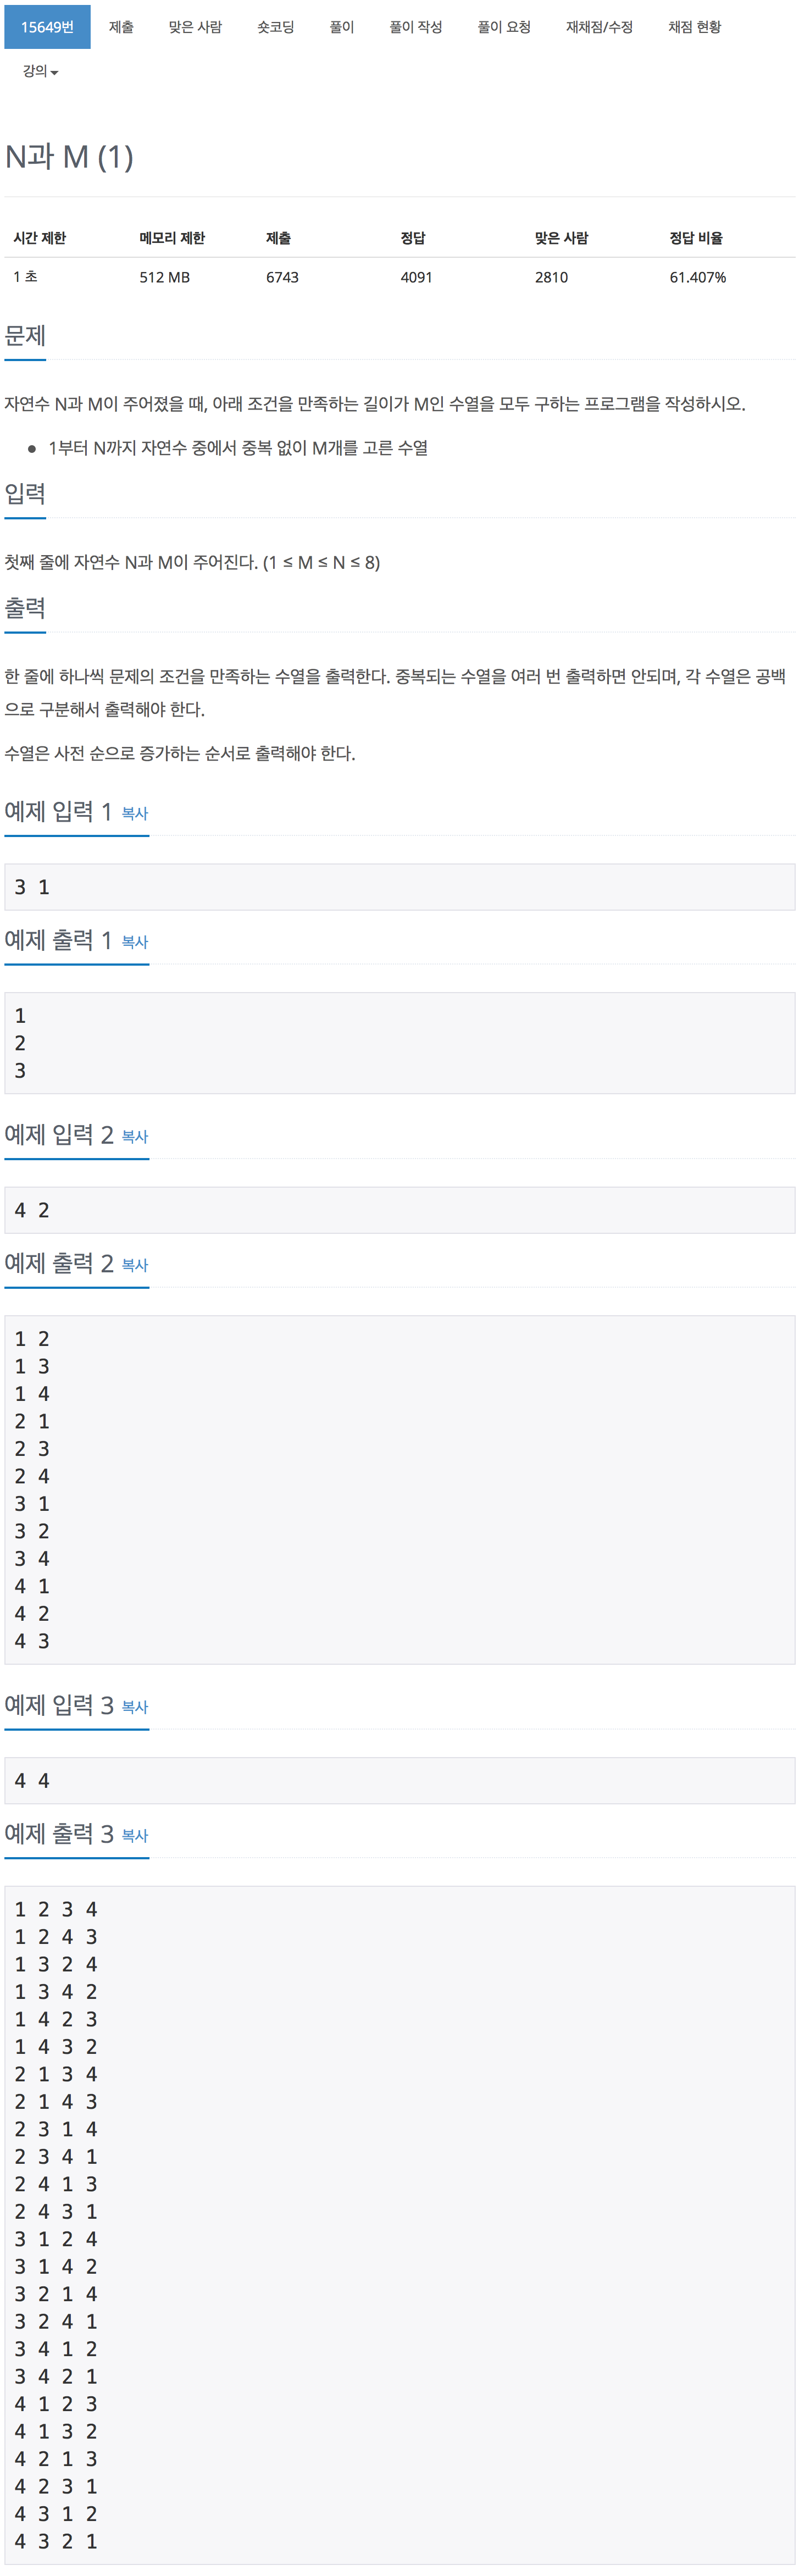 15649번 제출 맞은 사람 숏코딩 풀이 풀이 작성 풀이 요청 재채점/수정 채점 현황
강의
N과 M (1)
시간 제한 메모리 제한 제출 정답 맞은 사람 정답 비율
1 초 512 MB 6743 4091 2810 61.407%
문제
자연수 N과 M이 주어졌을 때, 아래 조건을 만족하는 길이가 M인 수열을 모두 구하는 프로그램을 작성하시오.
1부터 N까지 자연수 중에서 중복 없이 M개를 고른 수열
입력
첫째 줄에 자연수 N과 M이 주어진다. (1 ≤ M ≤ N ≤ 8)
출력
한 줄에 하나씩 문제의 조건을 만족하는 수열을 출력한다. 중복되는 수열을 여러 번 출력하면 안되며, 각 수열은 공백
으로 구분해서 출력해야 한다.
수열은 사전 순으로 증가하는 순서로 출력해야 한다.
예제 입력 1 복사
3 1
예제 출력 1 복사
1
2
3
예제 입력 2 복사
4 2
예제 출력 2 복사
1 2
1 3
1 4
2 1
2 3
2 4
3 1
3 2
3 4
4 1
4 2
4 3
예제 입력 3 복사
4 4
예제 출력 3 복사
1 2 3 4
1 2 4 3
1 3 2 4
1 3 4 2
1 4 2 3
1 4 3 2
2 1 3 4
2 1 4 3
2 3 1 4
2 3 4 1
2 4 1 3
2 4 3 1
3 1 2 4
3 1 4 2
3 2 1 4
3 2 4 1
3 4 1 2
3 4 2 1
4 1 2 3
4 1 3 2
4 2 1 3
4 2 3 1
4 3 1 2
4 3 2 1